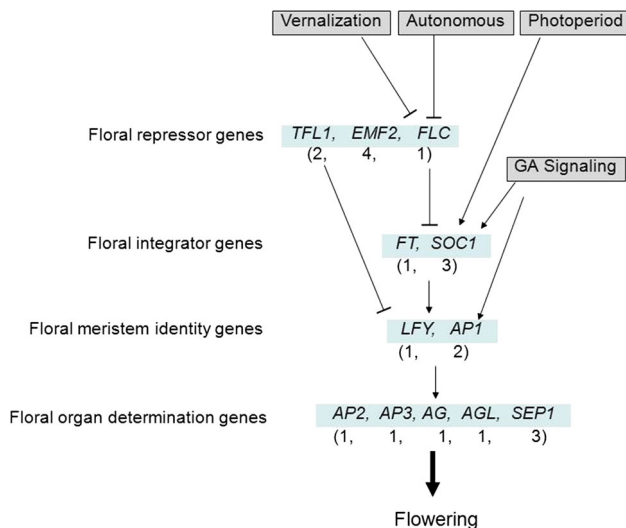 Vernalization Autonomous Photoperiod
Floral repressor genes TFL1, EMF2, FLC
(2, 4, 1)
GA Signaling
Floral integrator genes FT, SOC1
(1, 3)
Floral meristem identity genes LFY, AP1
(1, 2)
Floral organ determination genes AP2, AP3, AG, AGL, SEP1
(1, 1, 1, 1, 3)
Flowering